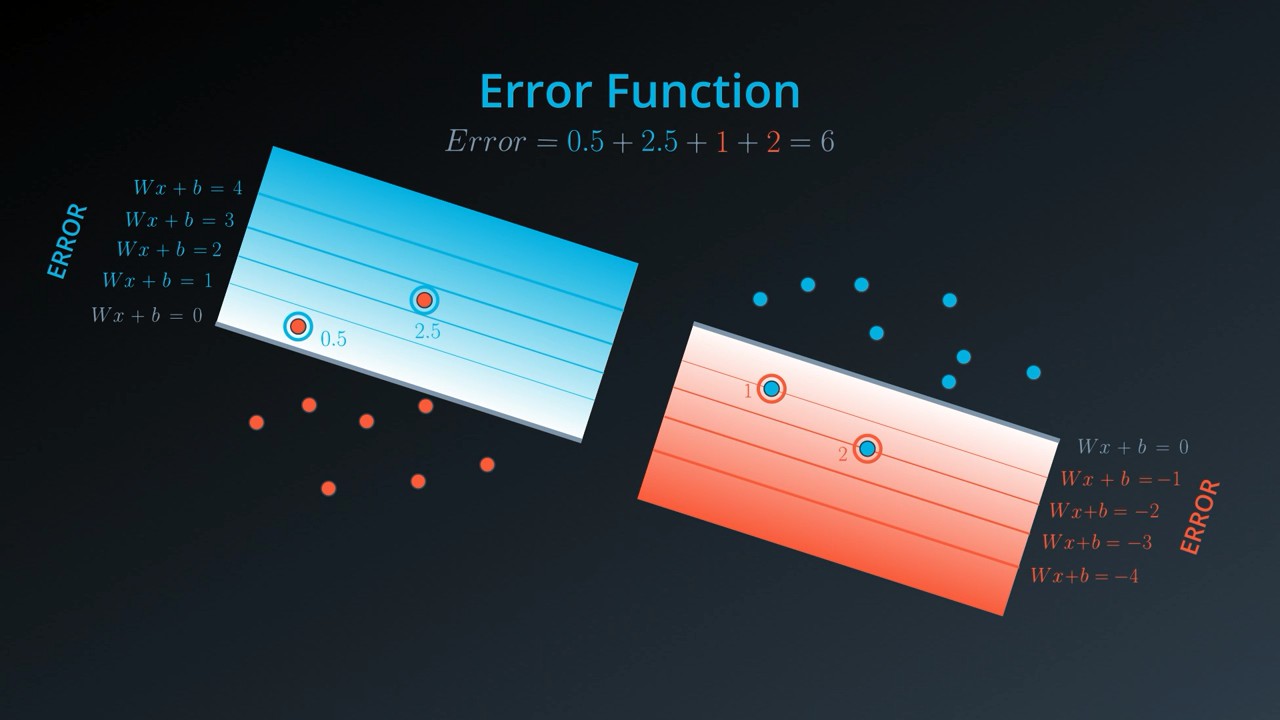 Error Function
Error = 0.5 + 2.5 + 1 + 2 = 6
ERROR
Wx + b = 4
Wx + b = 3
Wx + b = 2
Wx + b = 1
Wx + b = 0
0.5
2.5
1
2
Wx + b = 0
Wx + b = −1
Wx+b = −2
Wx+b = −3
Wx+b = −4
ERROR